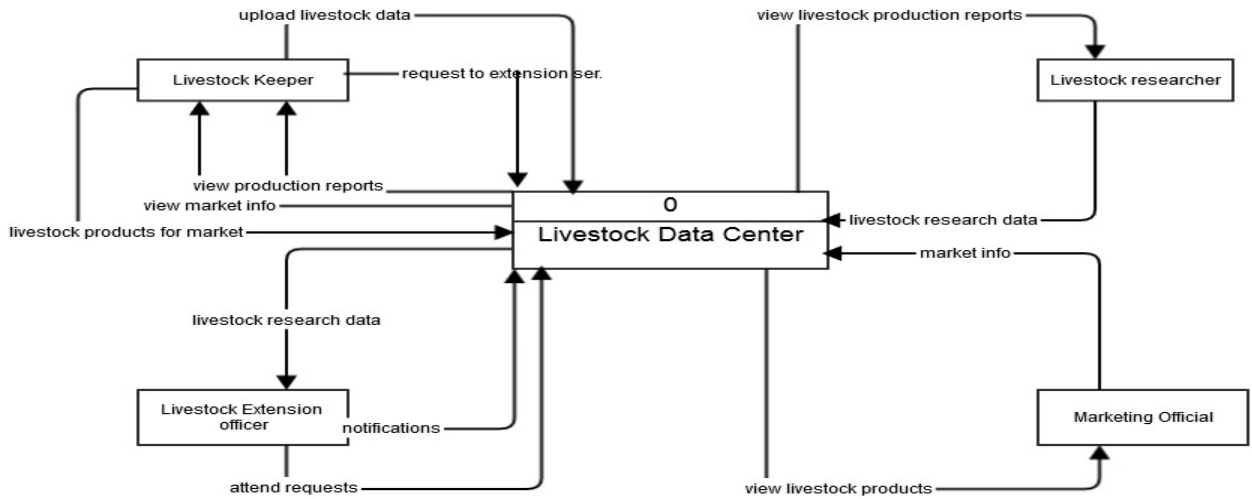 upload livestock data
view livestock production reports
Livestock Keeper
request to extension ser.
Livestock researcher
view production reports
view market info
0
livestock research data
livestock products for market
Livestock Data Center
market info
livestock research data
Livestock Extension
officer
notifications
Marketing Official
attend requests
view livestock products